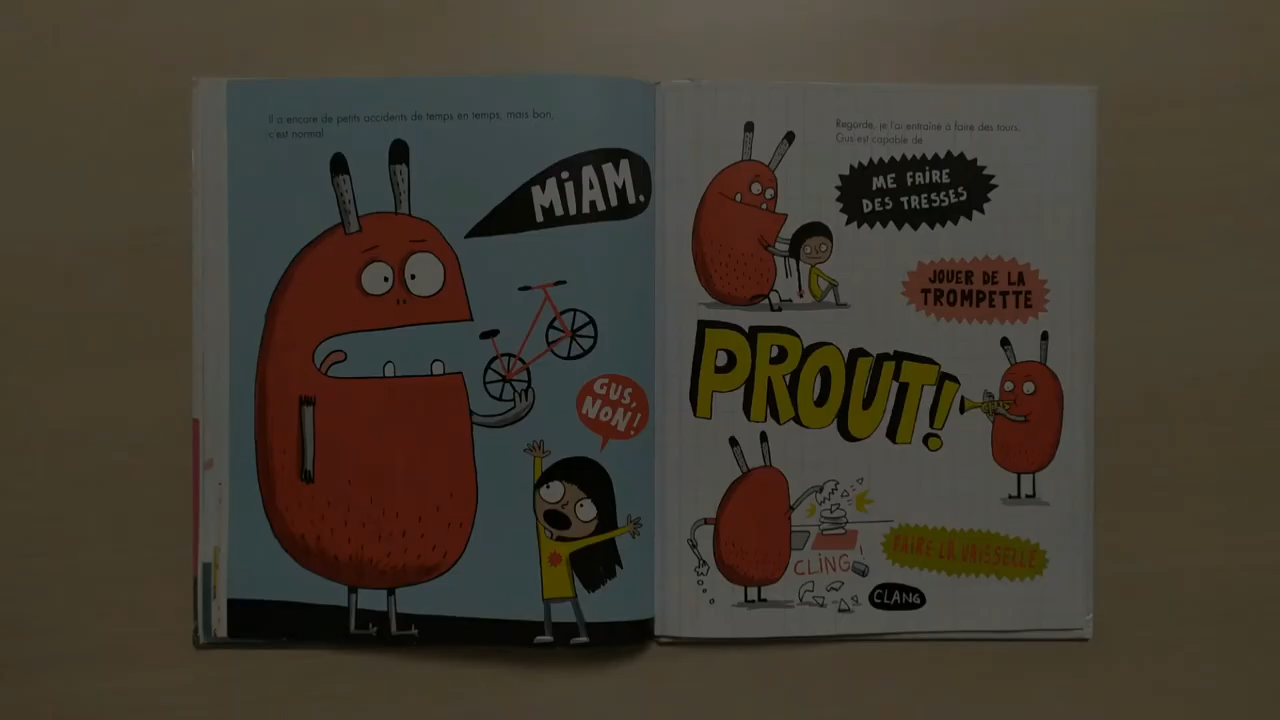 Il a encore de petits accidents de temps en temps, mais bon,
c'est normal
MiAM.
GUS,
NON!
Regarde, je l'ai entraîné à faire des tours.
Gus est capable de
ME FAIRE
DES TRESSES
JOUER DE LA
TROMPETTE
PROUT!
FAIRE LA VAISSELLE
CLING!
CLANG